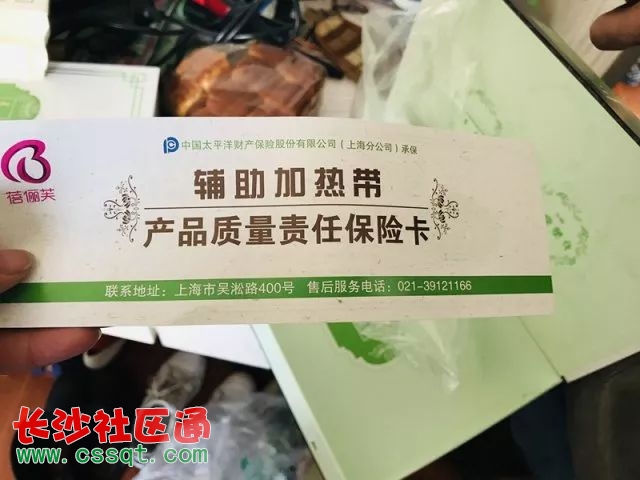 中国太平洋财产保险股份有限公司（上海分公司）承保
蓓俪芙
辅助加热带
产品质量责任保险卡
联系地址：上海市吴淞路400号 售后服务电话：021-39121166
长沙社区通
www.cssqt.com